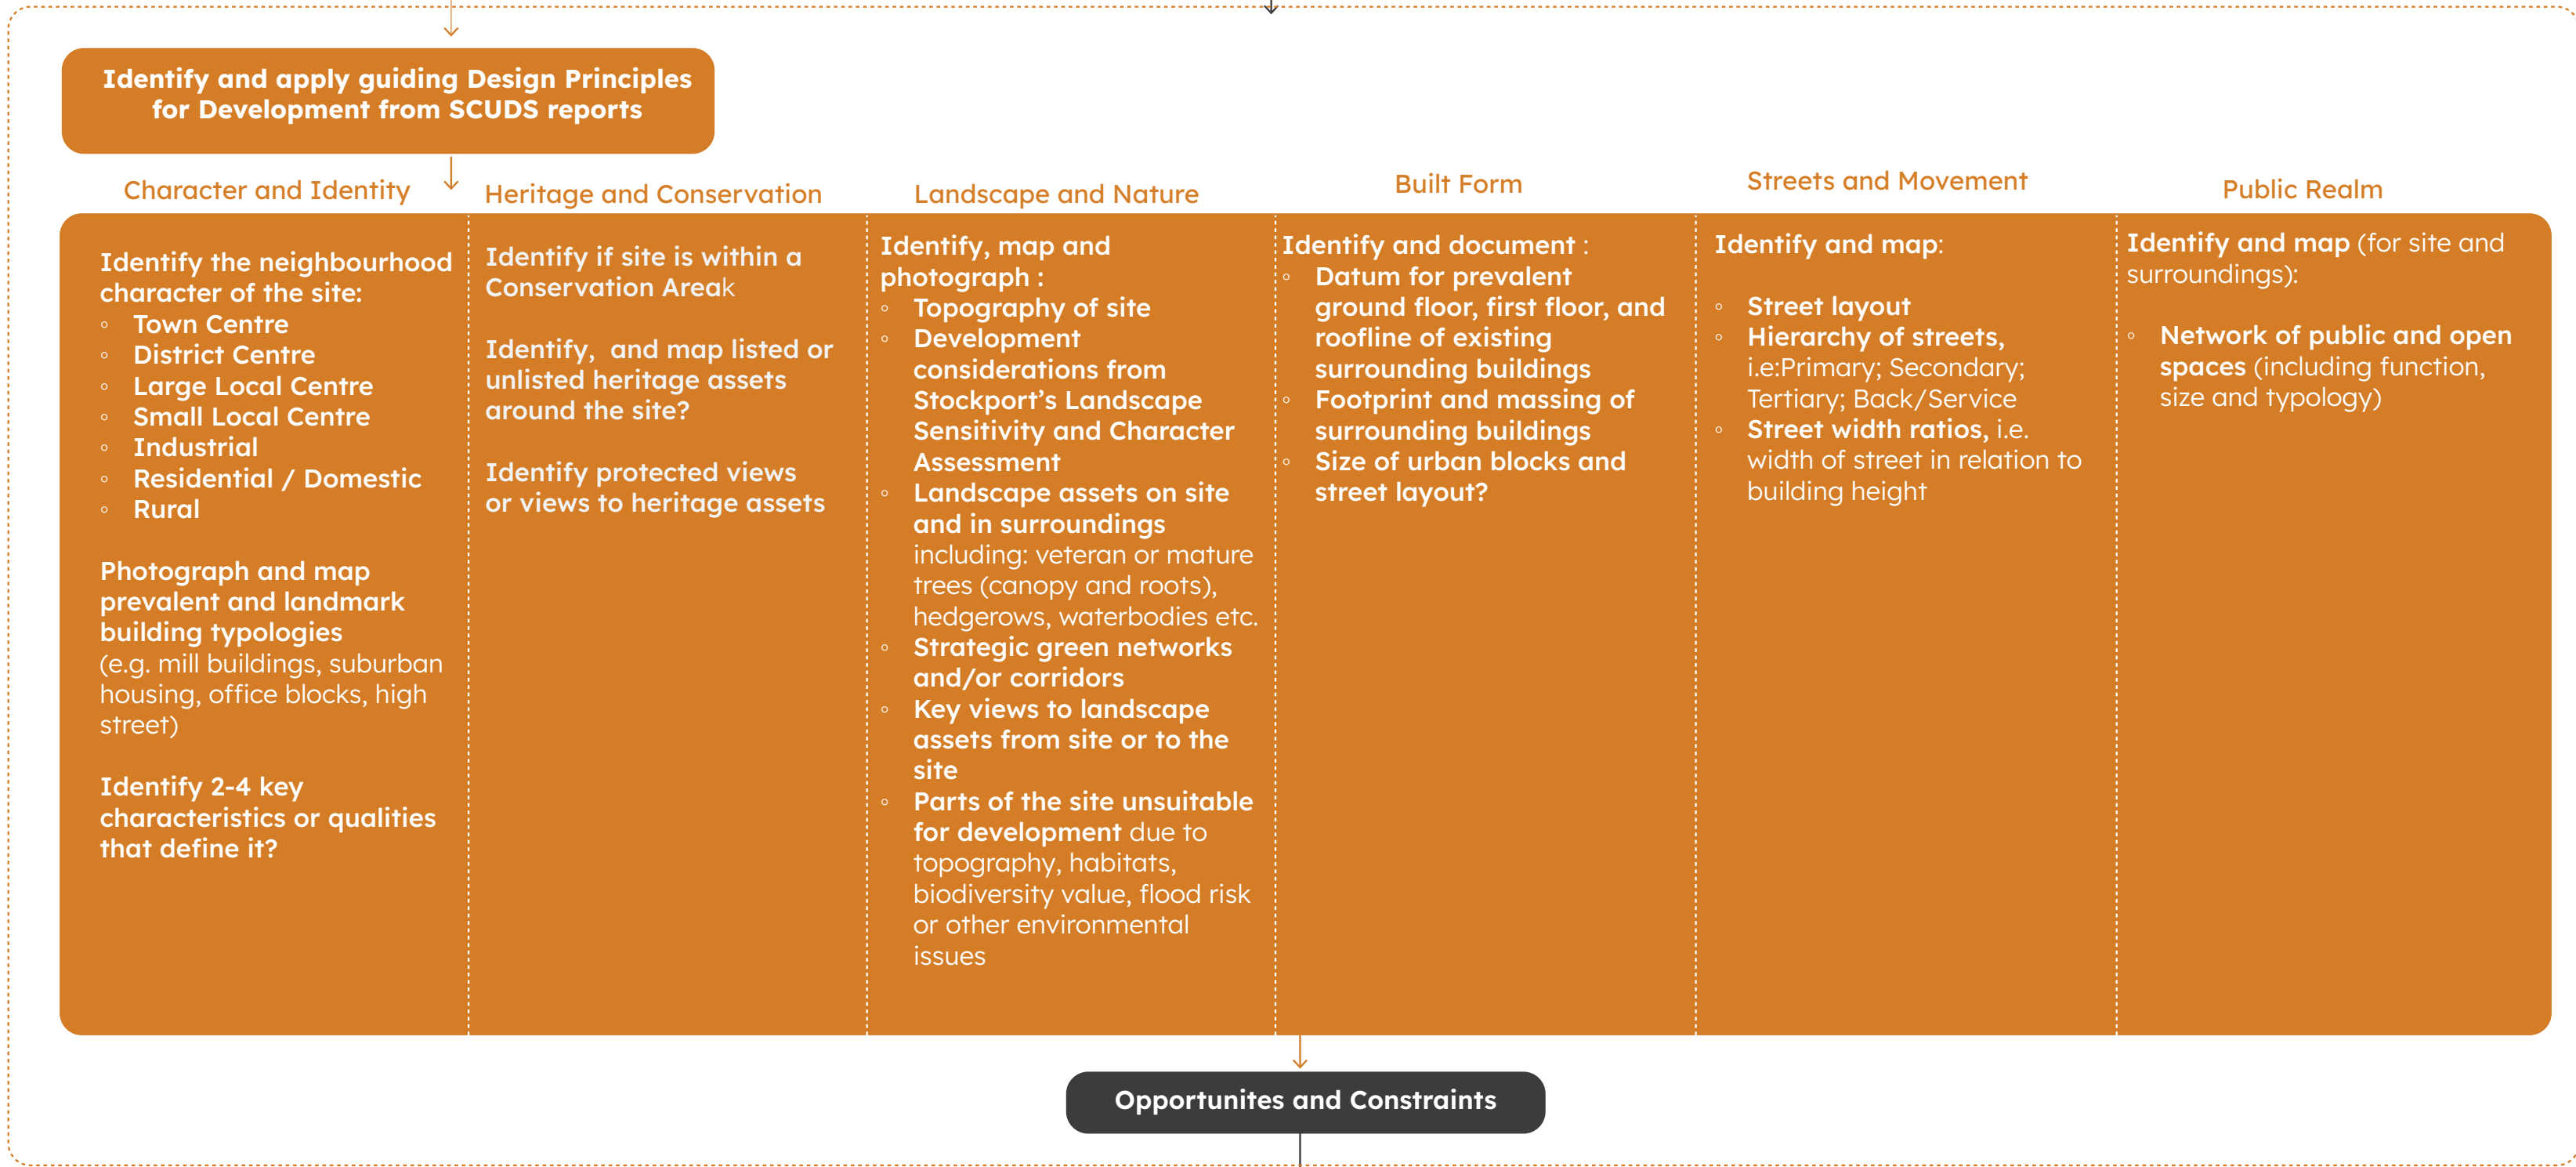 Identify and apply guiding Design Principles
for Development from SCUDS reports
Character and Identity
Heritage and Conservation
Landscape and Nature
Built Form
Streets and Movement
Public Realm
Identify the neighbourhood
character of the site:
◦ Town Centre
◦ District Centre
◦ Large Local Centre
◦ Small Local Centre
◦ Industrial
◦ Residential / Domestic
◦ Rural
Photograph and map
prevalent and landmark
building typologies
(e.g. mill buildings, suburban
housing, office blocks, high
street)
Identify 2-4 key
characteristics or qualities
that define it?
Identify if site is within a
Conservation Areak
Identify,  and map listed or
unlisted heritage assets
around the site?
Identify protected views
or views to heritage assets
Identify, map and
photograph :
◦ Topography of site
◦ Development
considerations from
Stockport’s Landscape
Sensitivity and Character
Assessment
◦ Landscape assets on site
and in surroundings
including: veteran or mature
trees (canopy and roots),
hedgerows, waterbodies etc.
◦ Strategic green networks
and/or corridors
◦ Key views to landscape
assets from site or to the
site
◦ Parts of the site unsuitable
for development due to
topography, habitats,
biodiversity value, flood risk
or other environmental
issues
Identify and document :
◦ Datum for prevalent
ground floor, first floor, and
roofline of existing
surrounding buildings
◦ Footprint and massing of
surrounding buildings
◦ Size of urban blocks and
street layout?
Identify and map:
◦ Street layout
◦ Hierarchy of streets,
i.e:Primary; Secondary;
Tertiary; Back/Service
◦ Street width ratios, i.e.
width of street in relation to
building height
Identify and map (for site and
surroundings):
◦ Network of public and open
spaces (including function,
size and typology)
Opportunites and Constraints